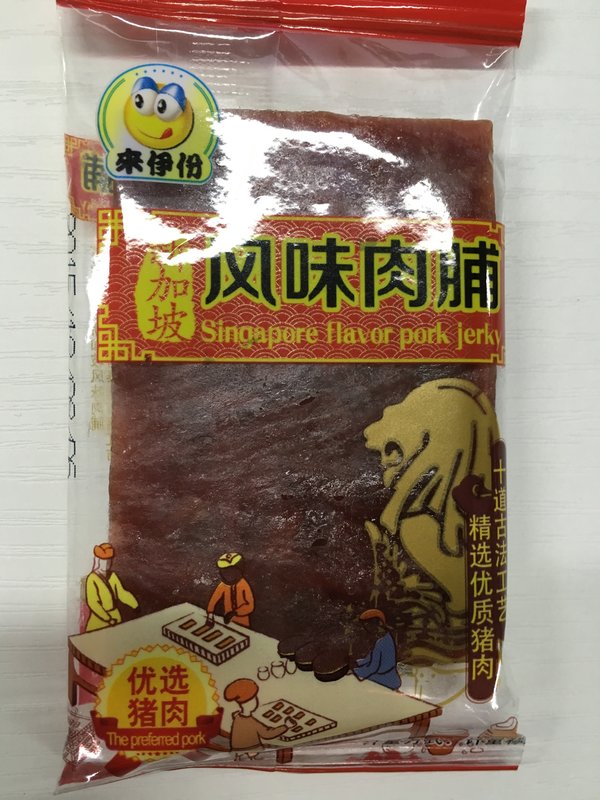 来伊份
加坡
风味肉脯
Singapore flavor pork jerky
十道古法工艺
精选优质猪肉
优选
猪肉
The preferred pork